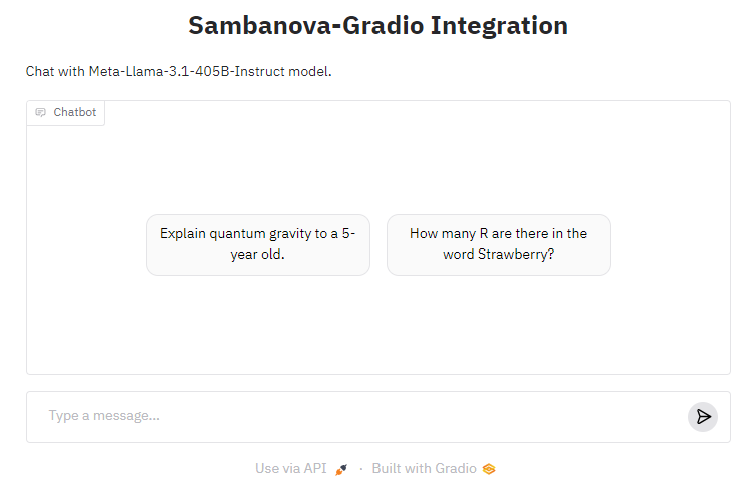 Sambanova-Gradio Integration
Chat with Meta-Llama-3.1-405B-Instruct model.
Chatbot
Explain quantum gravity to a 5-
year old.
How many R are there in the
word Strawberry?
Type a message...
Use via API · Built with Gradio